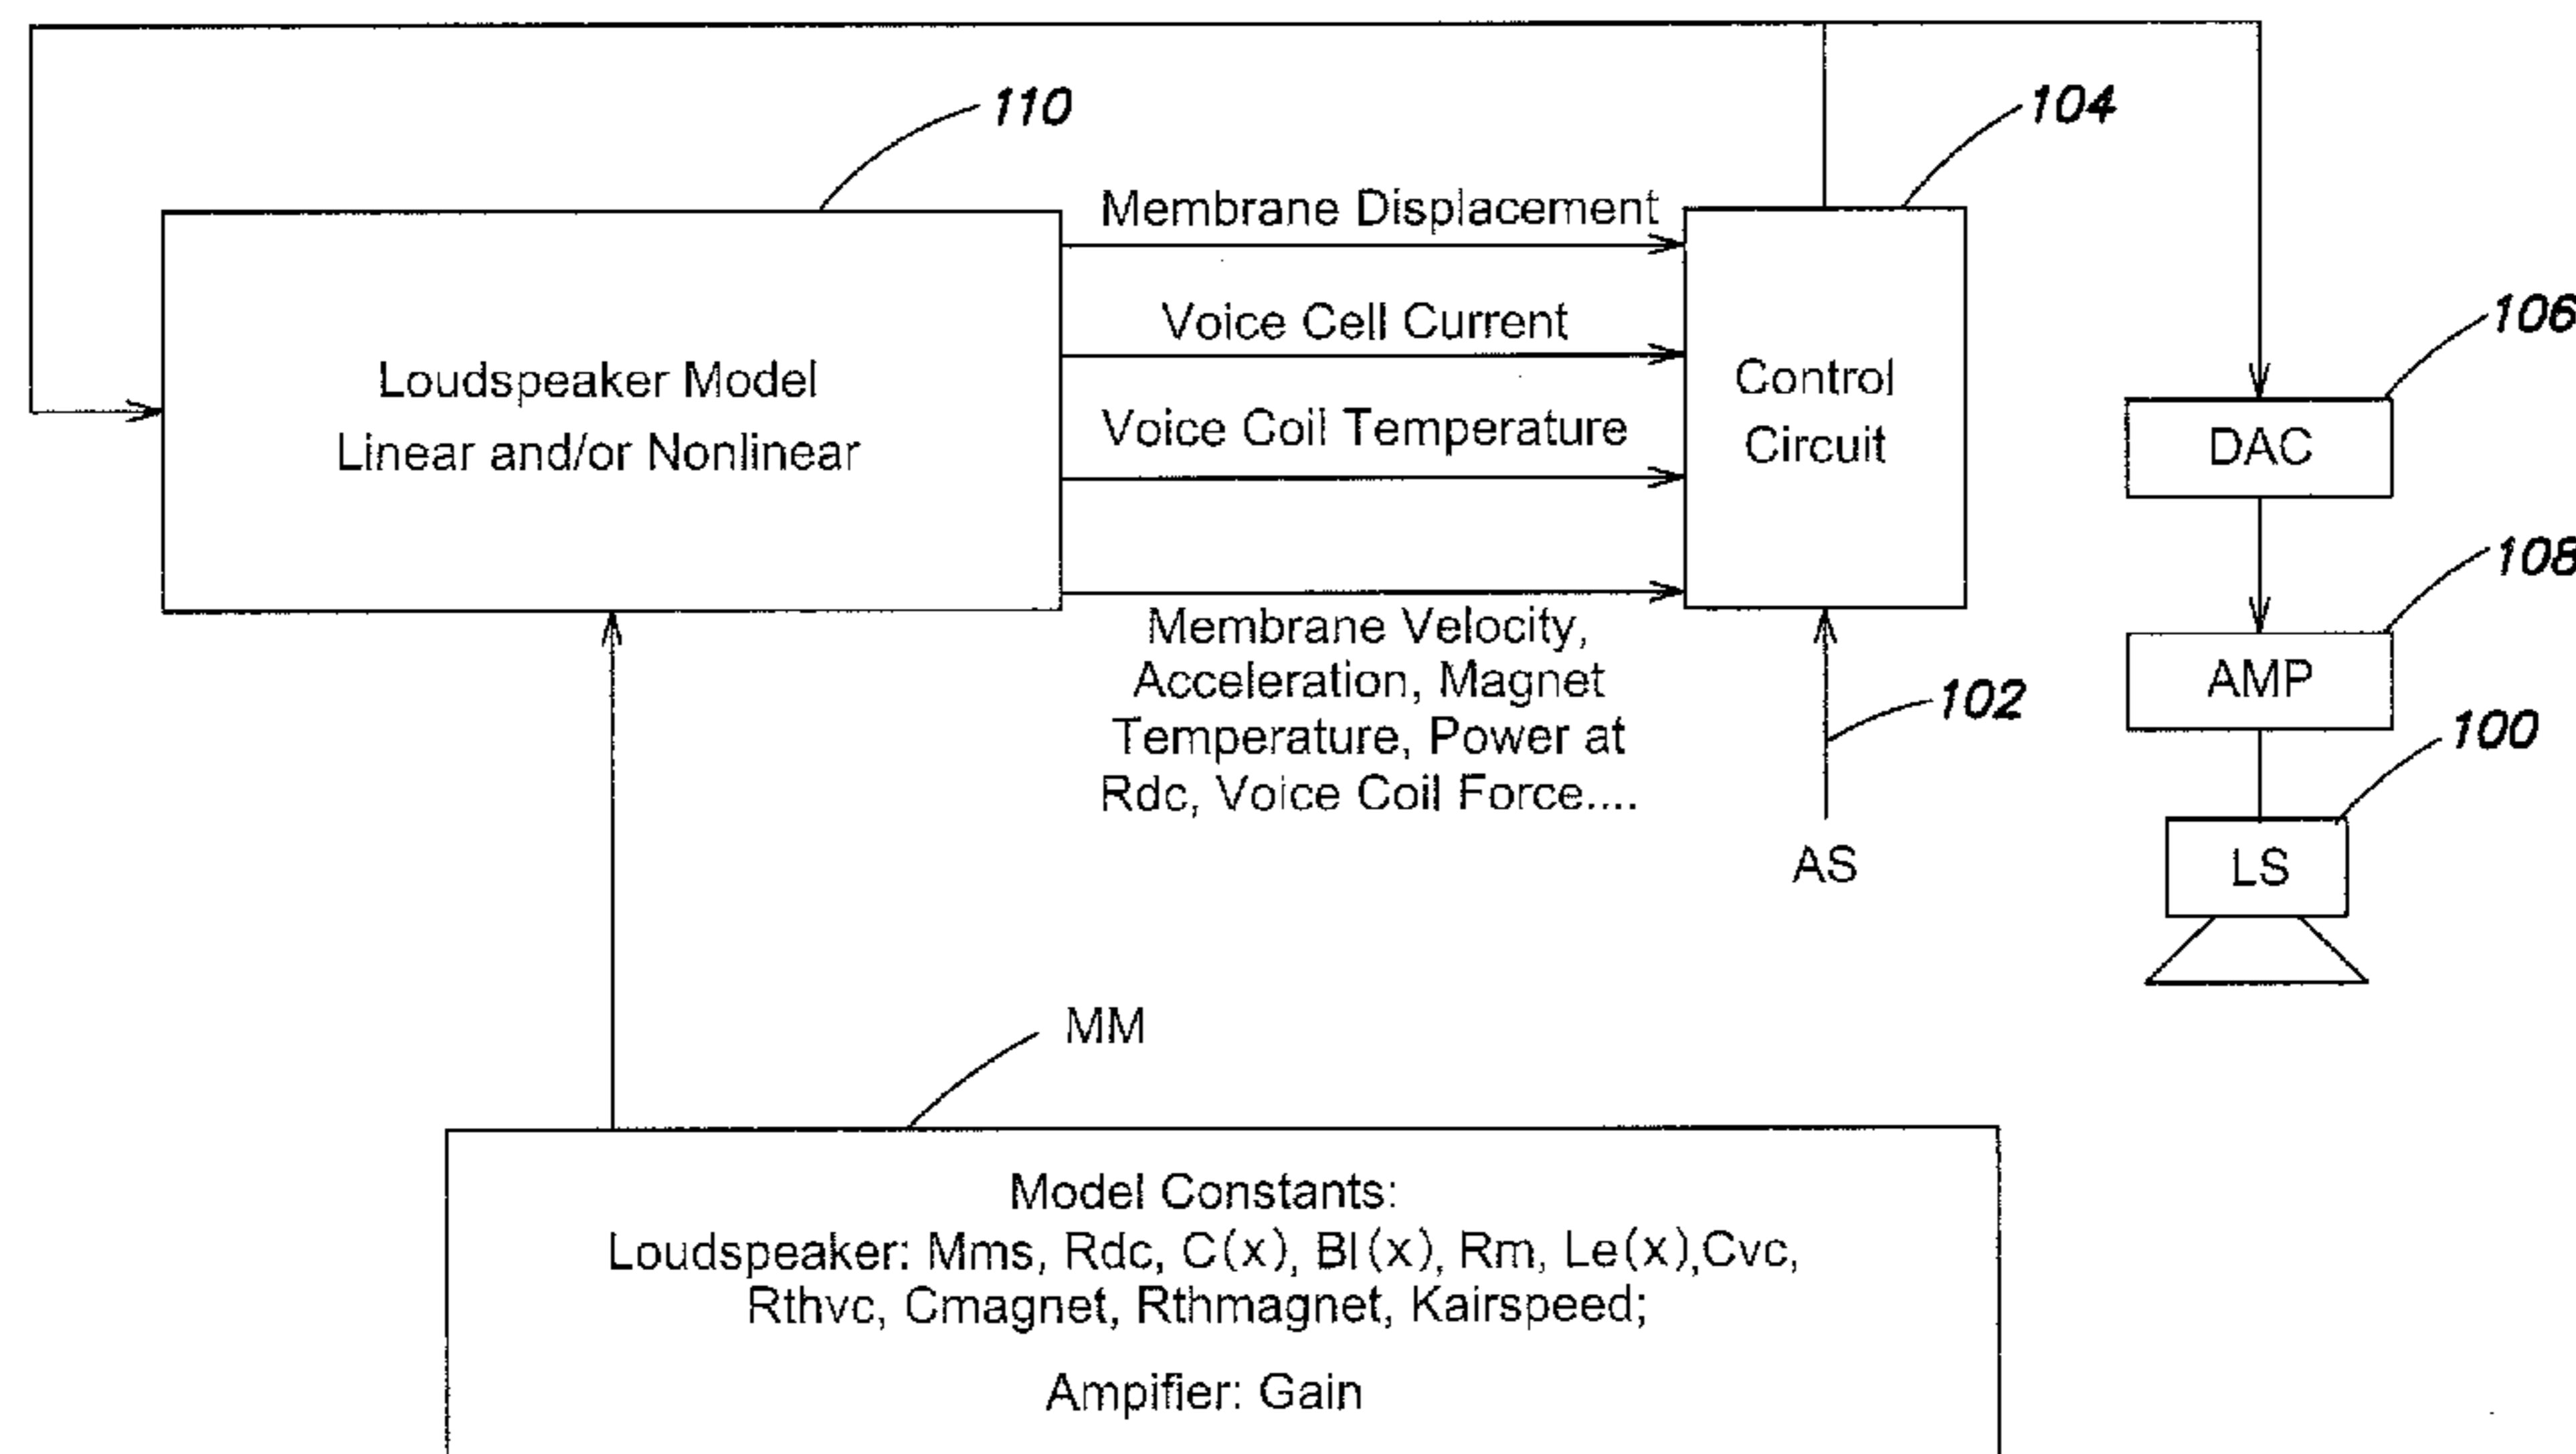 110
104
Membrane Displacement
Voice Cell Current
106
Loudspeaker Model
Linear and/or Nonlinear
Control
Circuit
Voice Coil Temperature
DAC
108
Membrane Velocity,
Acceleration, Magnet
Temperature, Power at
Rdc, Voice Coil Force....
102
AMP
100
AS
LS
MM
Model Constants:
Loudspeaker: Mms, Rdc, C(x), Bl(x), Rm, Le(x),Cvc,
Rthvc, Cmagnet, Rthmagnet, Kairspeed;
Ampifier: Gain